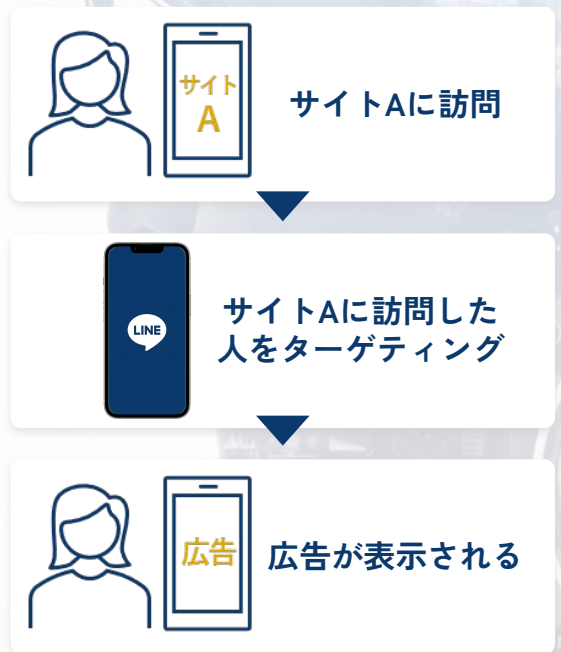 サイト
A
サイトAに訪問
LINE
サイトAに訪問した
人をターゲティング
広告
広告が表示される